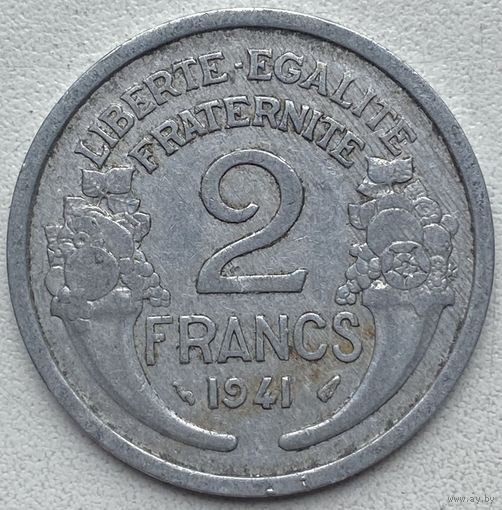 LIBERTE·EGALITE
FRATERNITE
2
FRANCS
1941
www.ay.by